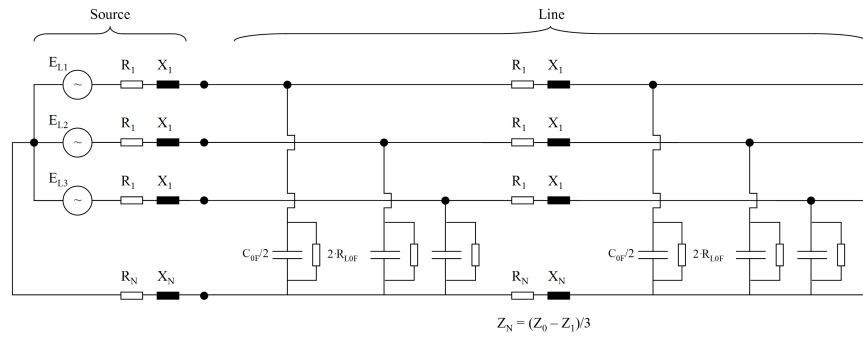 Source
Line
E_L1
R_1
X_1
R_1
X_1
E_L2
R_1
X_1
R_1
X_1
E_L3
R_1
X_1
R_1
X_1
C_0F/2
2·R_L0F
C_0F/2
2·R_L0F
R_N
X_N
R_N
X_N
Z_N = (Z_0 – Z_1)/3